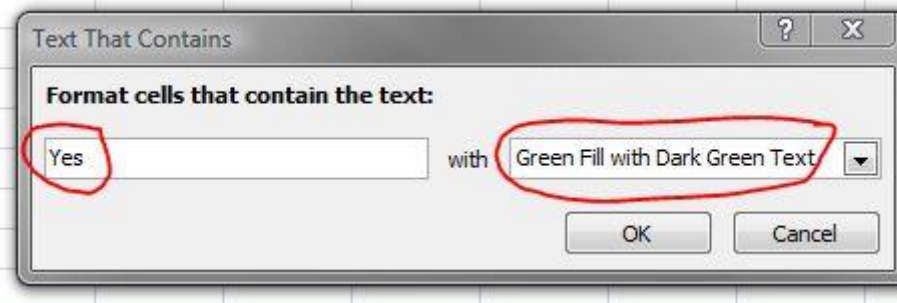 Text That Contains
Format cells that contain the text:
Yes with Green Fill with Dark Green Text
OK Cancel